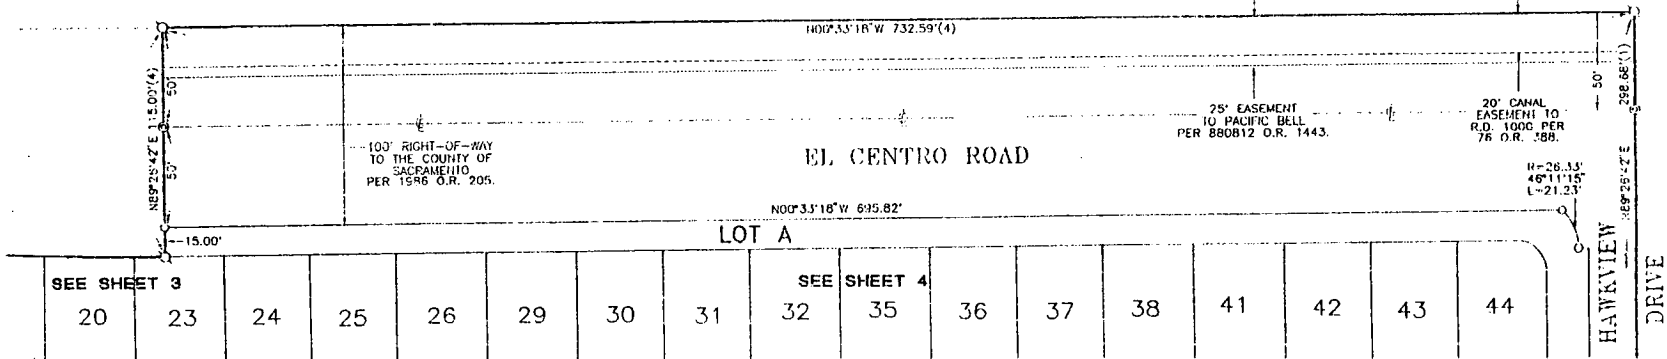 N00°33'18"W 732.59'(4)
N89°26'42"E 115.00'(4)
50'
50'
100' RIGHT-OF-WAY
TO THE COUNTY OF
SACRAMENTO
PER 1986 O.R. 205.
25' EASEMENT
TO PACIFIC BELL
PER 880812 O.R. 1443.
20' CANAL
EASEMENT TO
R.D. 1000 PER
76 O.R. 388.
50'
298.68'(1)
N89°26'42"E
EL CENTRO ROAD
R=26.33'
46°11'15"
L=21.23'
N00°33'18"W 695.82'
15.00'
LOT A
HAWKVIEW
DRIVE
SEE SHEET 3
SEE SHEET 4
20 23 24 25 26 29 30 31 32 35 36 37 38 41 42 43 44